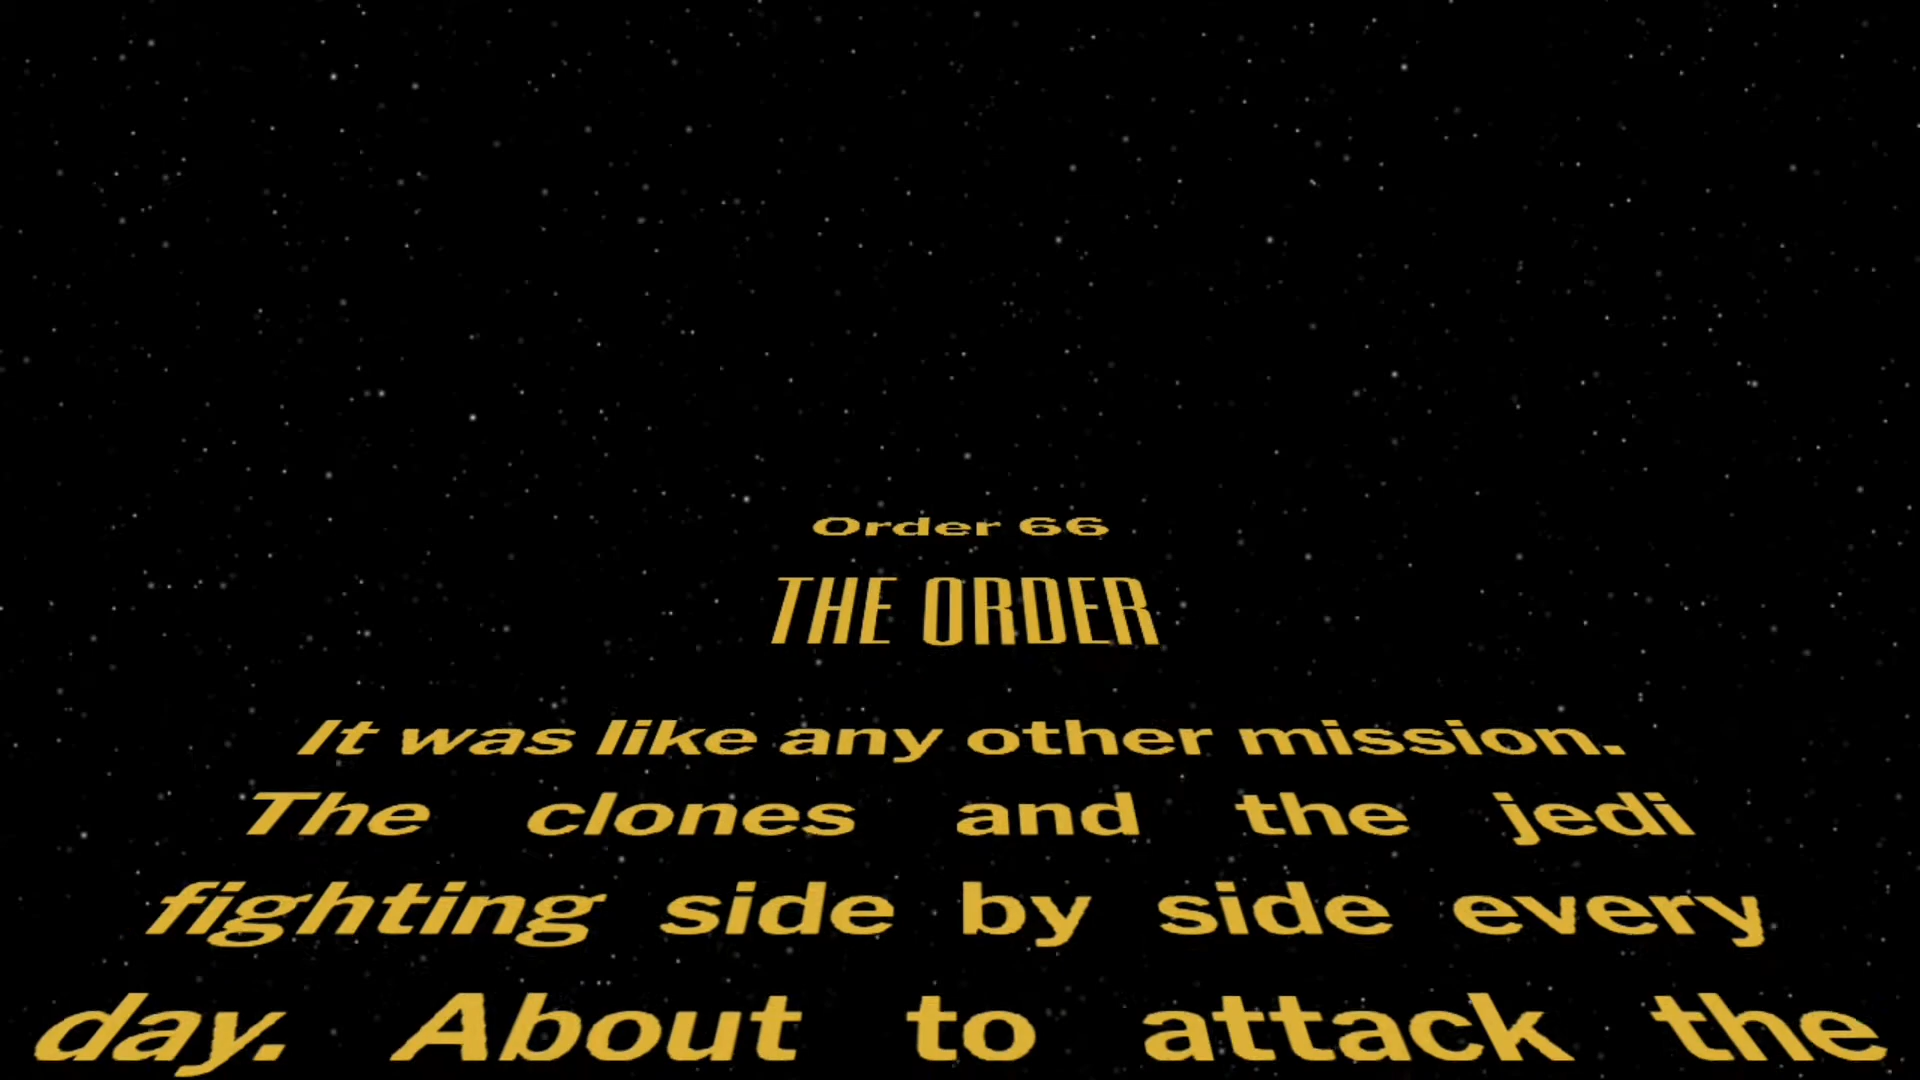 Order 66
THE ORDER
It was like any other mission.
The clones and the jedi
fighting side by side every
day. About to attack the